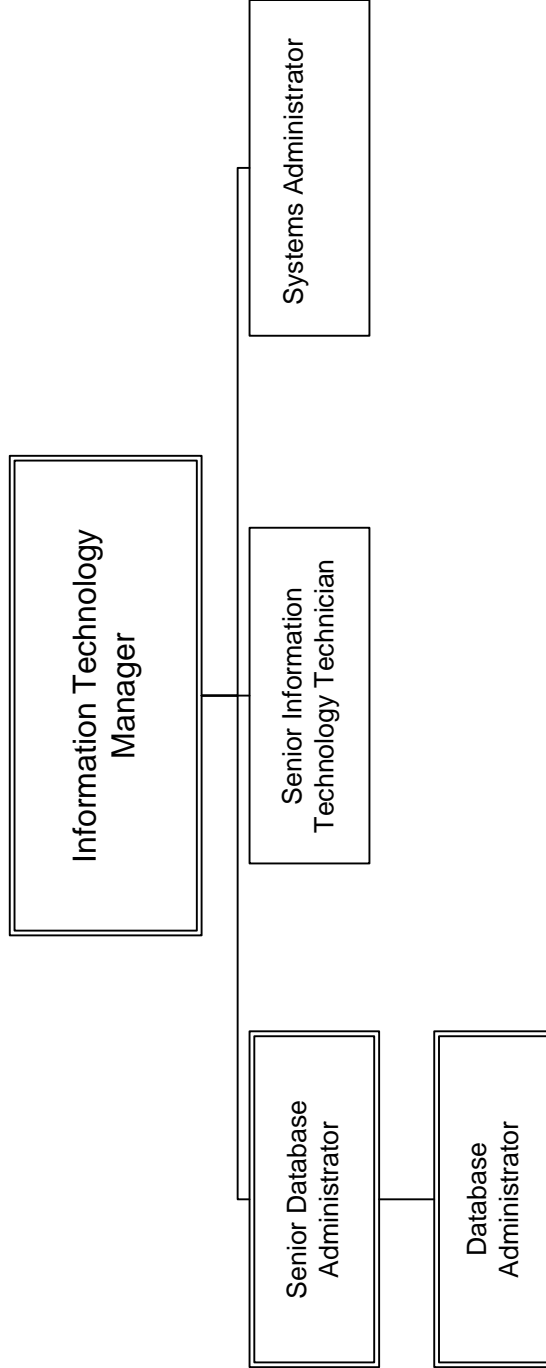 Information Technology
Manager
Senior Database
Administrator
Senior Information
Technology Technician
Systems Administrator
Database
Administrator